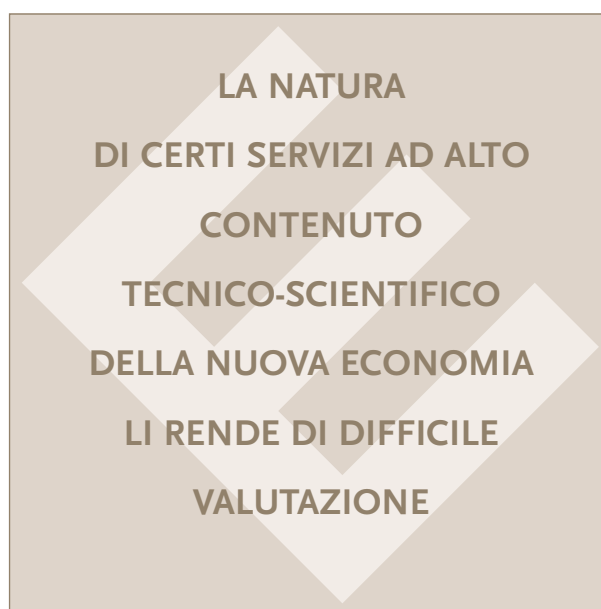 LA NATURA
DI CERTI SERVIZI AD ALTO
CONTENUTO
TECNICO-SCIENTIFICO
DELLA NUOVA ECONOMIA
LI RENDE DI DIFFICILE
VALUTAZIONE